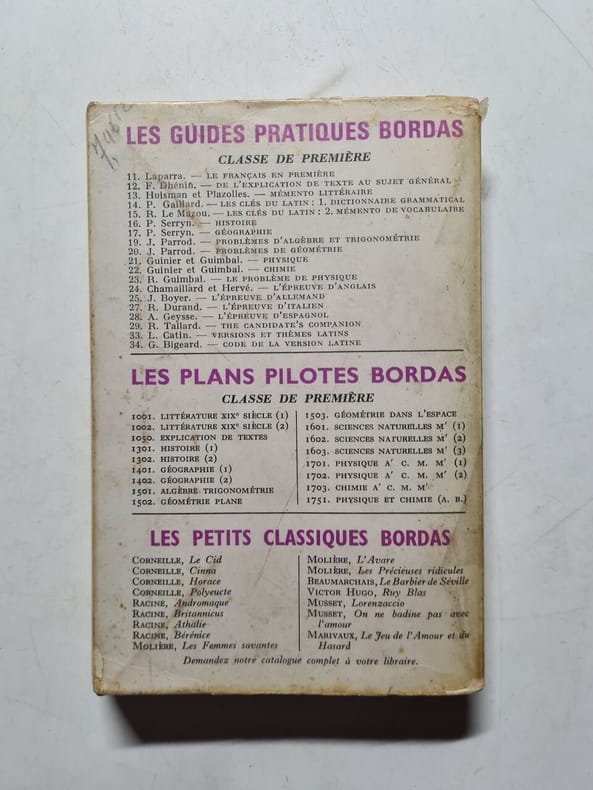 LES GUIDES PRATIQUES BORDAS
CLASSE DE PREMIÈRE
11. Laparra. — LE FRANÇAIS EN PREMIÈRE
12. F. Dhénin. — DE L'EXPLICATION DE TEXTE AU SUJET GÉNÉRAL
13. Huisman et Plazolles. — MÉMENTO LITTÉRAIRE
14. P. Gaillard. — LES CLÉS DU LATIN : 1. DICTIONNAIRE GRAMMATICAL
15. R. Le Mazou. — LES CLÉS DU LATIN : 2. MÉMENTO DE VOCABULAIRE
16. P. Serryn. — HISTOIRE
17. P. Serryn. — GÉOGRAPHIE
19. J. Parrod. — PROBLÈMES D'ALGÈBRE ET TRIGONOMÉTRIE
20. J. Parrod. — PROBLÈMES DE GÉOMÉTRIE
21. Guinier et Guimbal. — PHYSIQUE
22. Guinier et Guimbal. — CHIMIE
23. R. Guimbal. — LE PROBLÈME DE PHYSIQUE
24. Chamaillard et Hervé. — L'ÉPREUVE D'ANGLAIS
25. J. Boyer. — L'ÉPREUVE D'ALLEMAND
27. R. Durand. — L'ÉPREUVE D'ITALIEN
28. A. Geysse. — L'ÉPREUVE D'ESPAGNOL
29. R. Tallard. — THE CANDIDATE'S COMPANION
33. L. Catin. — VERSIONS ET THÈMES LATINS
34. G. Bigeard. — CODE DE LA VERSION LATINE
LES PLANS PILOTES BORDAS
CLASSE DE PREMIÈRE
1001. LITTÉRATURE XIXe SIÈCLE (1)
1002. LITTÉRATURE XIXe SIÈCLE (2)
1050. EXPLICATION DE TEXTES
1301. HISTOIRE (1)
1302. HISTOIRE (2)
1401. GÉOGRAPHIE (1)
1402. GÉOGRAPHIE (2)
1501. ALGÈBRE TRIGONOMÉTRIE
1502. GÉOMÉTRIE PLANE
1503. GÉOMÉTRIE DANS L'ESPACE
1601. SCIENCES NATURELLES M' (1)
1602. SCIENCES NATURELLES M' (2)
1603. SCIENCES NATURELLES M' (3)
1701. PHYSIQUE A' C. M. M' (1)
1702. PHYSIQUE A' C. M. M' (2)
1703. CHIMIE A' C. M. M'
1751. PHYSIQUE ET CHIMIE (A. B.)
LES PETITS CLASSIQUES BORDAS
CORNEILLE, Le Cid
CORNEILLE, Cinna
CORNEILLE, Horace
CORNEILLE, Polyeucte
RACINE, Andromaque
RACINE, Britannicus
RACINE, Athalie
RACINE, Bérénice
MOLIÈRE, Les Femmes savantes
MOLIÈRE, L'Avare
MOLIÈRE, Les Précieuses ridicules
BEAUMARCHAIS, Le Barbier de Séville
VICTOR HUGO, Ruy Blas
MUSSET, Lorenzaccio
MUSSET, On ne badine pas avec
l'amour
MARIVAUX, Le Jeu de l'Amour et du
Hasard
Demandez notre catalogue complet à votre libraire.